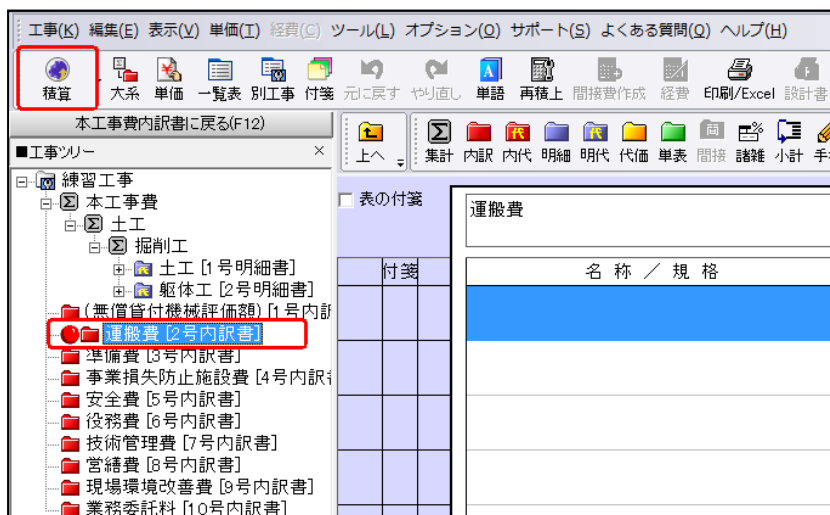 工事(K) 編集(E) 表示(V) 単価(T) 経費(C) ツール(L) オプション(O) サポート(S) よくある質問(Q) ヘルプ(H)
積算 大系 単価 一覧表 別工事 付箋 元に戻す やり直し 単語 再積上 間接費作成 経費 印刷/Excel 設計書
本工事費内訳書に戻る(F12)
■工事ツリー ×
上へ 集計 内訳 内代 明細 明代 代価 単表 間接 諸雑 小計
練習工事
本工事費
土工
掘削工
土工 [1号明細書]
躯体工 [2号明細書]
(無償貸付機械評価額) [1号内訳
運搬費 [2号内訳書]
準備費 [3号内訳書]
事業損失防止施設費 [4号内訳
安全費 [5号内訳書]
役務費 [6号内訳書]
技術管理費 [7号内訳書]
営繕費 [8号内訳書]
現場環境改善費 [9号内訳書]
業務委託料 [10号内訳書]
表の付箋
運搬費
付箋 名 称 / 規 格